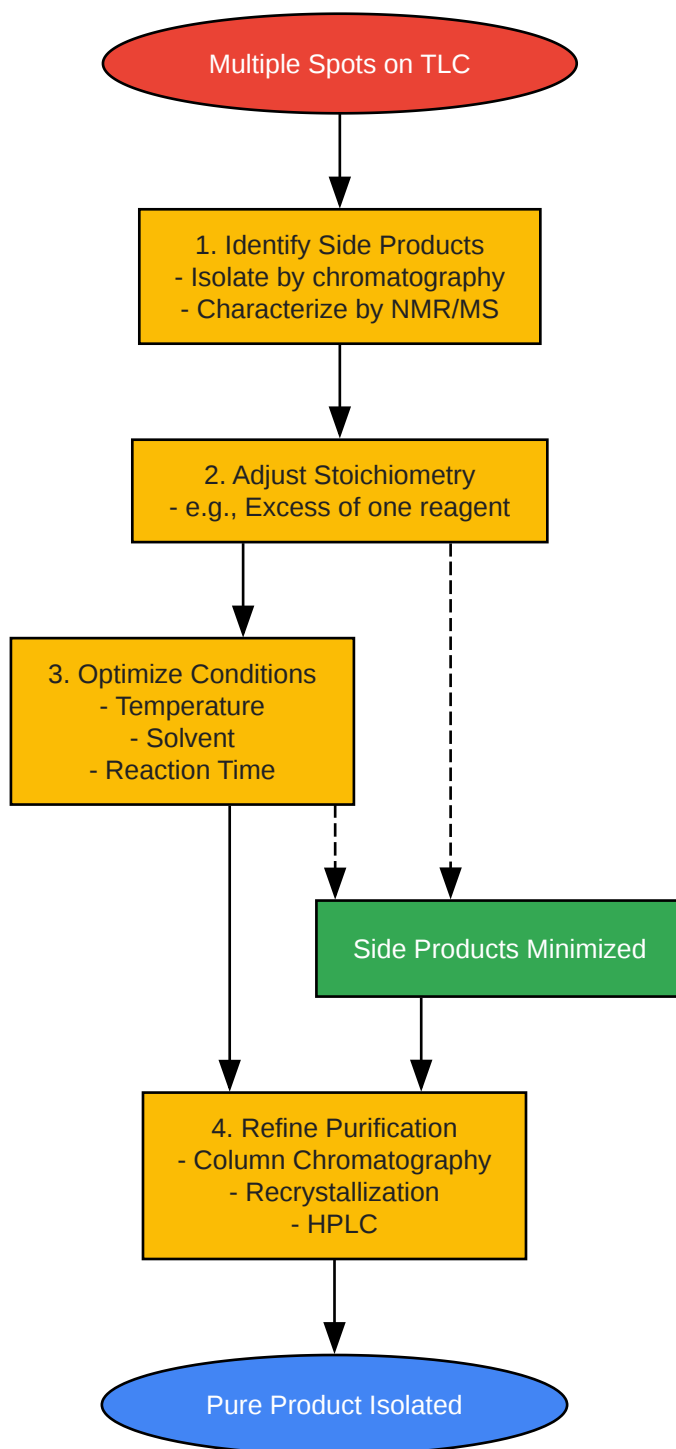 Multiple Spots on TLC
1. Identify Side Products
- Isolate by chromatography
- Characterize by NMR/MS
2. Adjust Stoichiometry
- e.g., Excess of one reagent
3. Optimize Conditions
- Temperature
- Solvent
- Reaction Time
Side Products Minimized
4. Refine Purification
- Column Chromatography
- Recrystallization
- HPLC
Pure Product Isolated